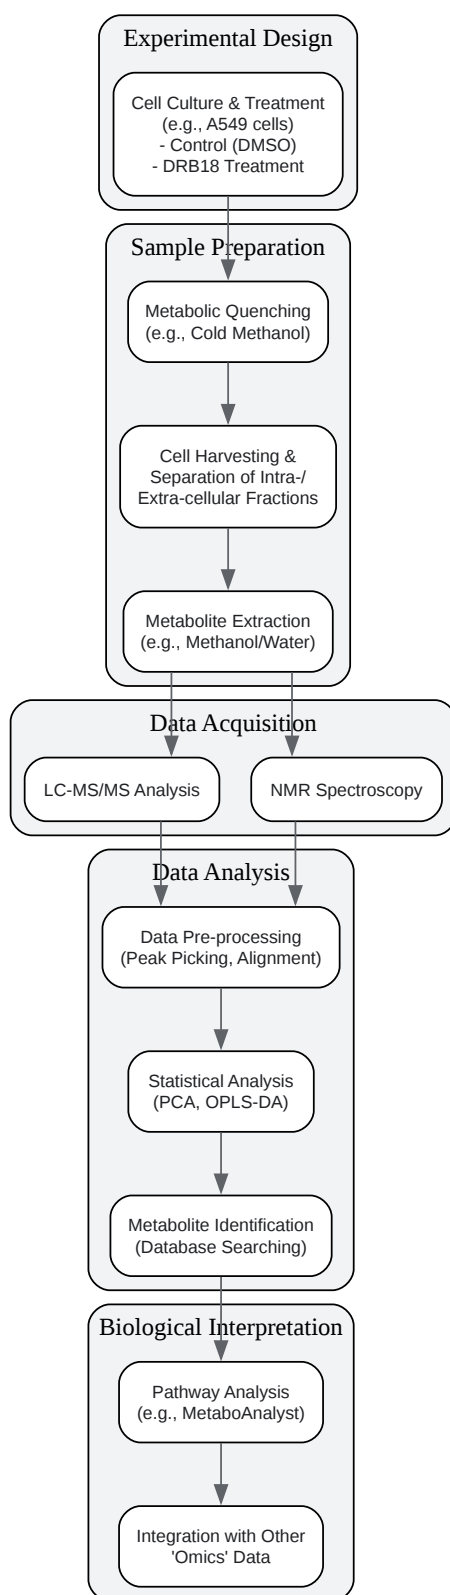 Experimental Design
Cell Culture & Treatment
(e.g., A549 cells)
- Control (DMSO)
- DRB18 Treatment
Sample Preparation
Metabolic Quenching
(e.g., Cold Methanol)
Cell Harvesting &
Separation of Intra-/
Extra-cellular Fractions
Metabolite Extraction
(e.g., Methanol/Water)
Data Acquisition
LC-MS/MS Analysis
NMR Spectroscopy
Data Analysis
Data Pre-processing
(Peak Picking, Alignment)
Statistical Analysis
(PCA, OPLS-DA)
Metabolite Identification
(Database Searching)
Biological Interpretation
Pathway Analysis
(e.g., MetaboAnalyst)
Integration with Other
'Omics' Data